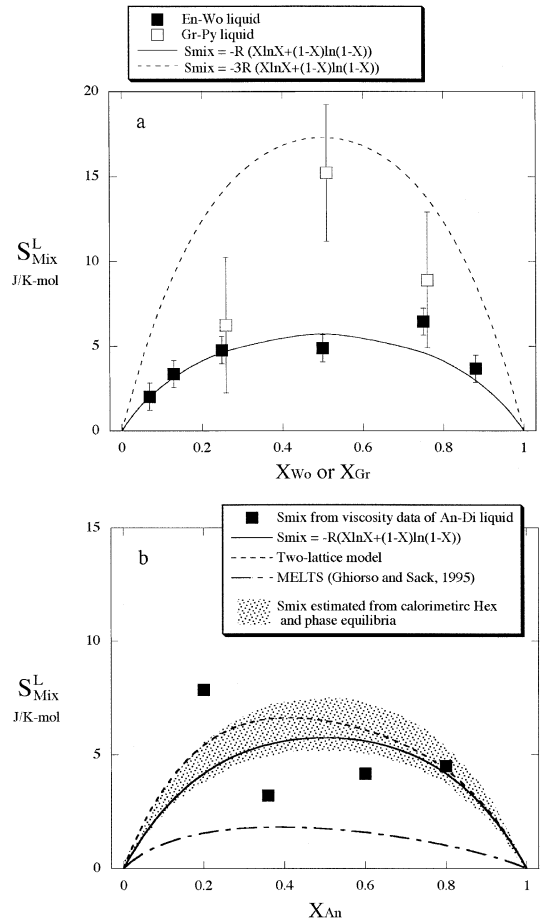 En-Wo liquid
Gr-Py liquid
Smix = -R (XlnX+(1-X)ln(1-X))
Smix = -3R (XlnX+(1-X)ln(1-X))
20
a
15
S^L_Mix
J/K-mol
10
5
0
0 0.2 0.4 0.6 0.8 1
X_Wo or X_Gr
Smix from viscosity data of An-Di liquid
Smix = -R(XlnX+(1-X)ln(1-X))
Two-lattice model
MELTS (Ghiorso and Sack, 1995)
Smix estimated from calorimetirc Hex
and phase equilibria
15
b
10
S^L_Mix
J/K-mol
5
0
0 0.2 0.4 0.6 0.8 1
X_An